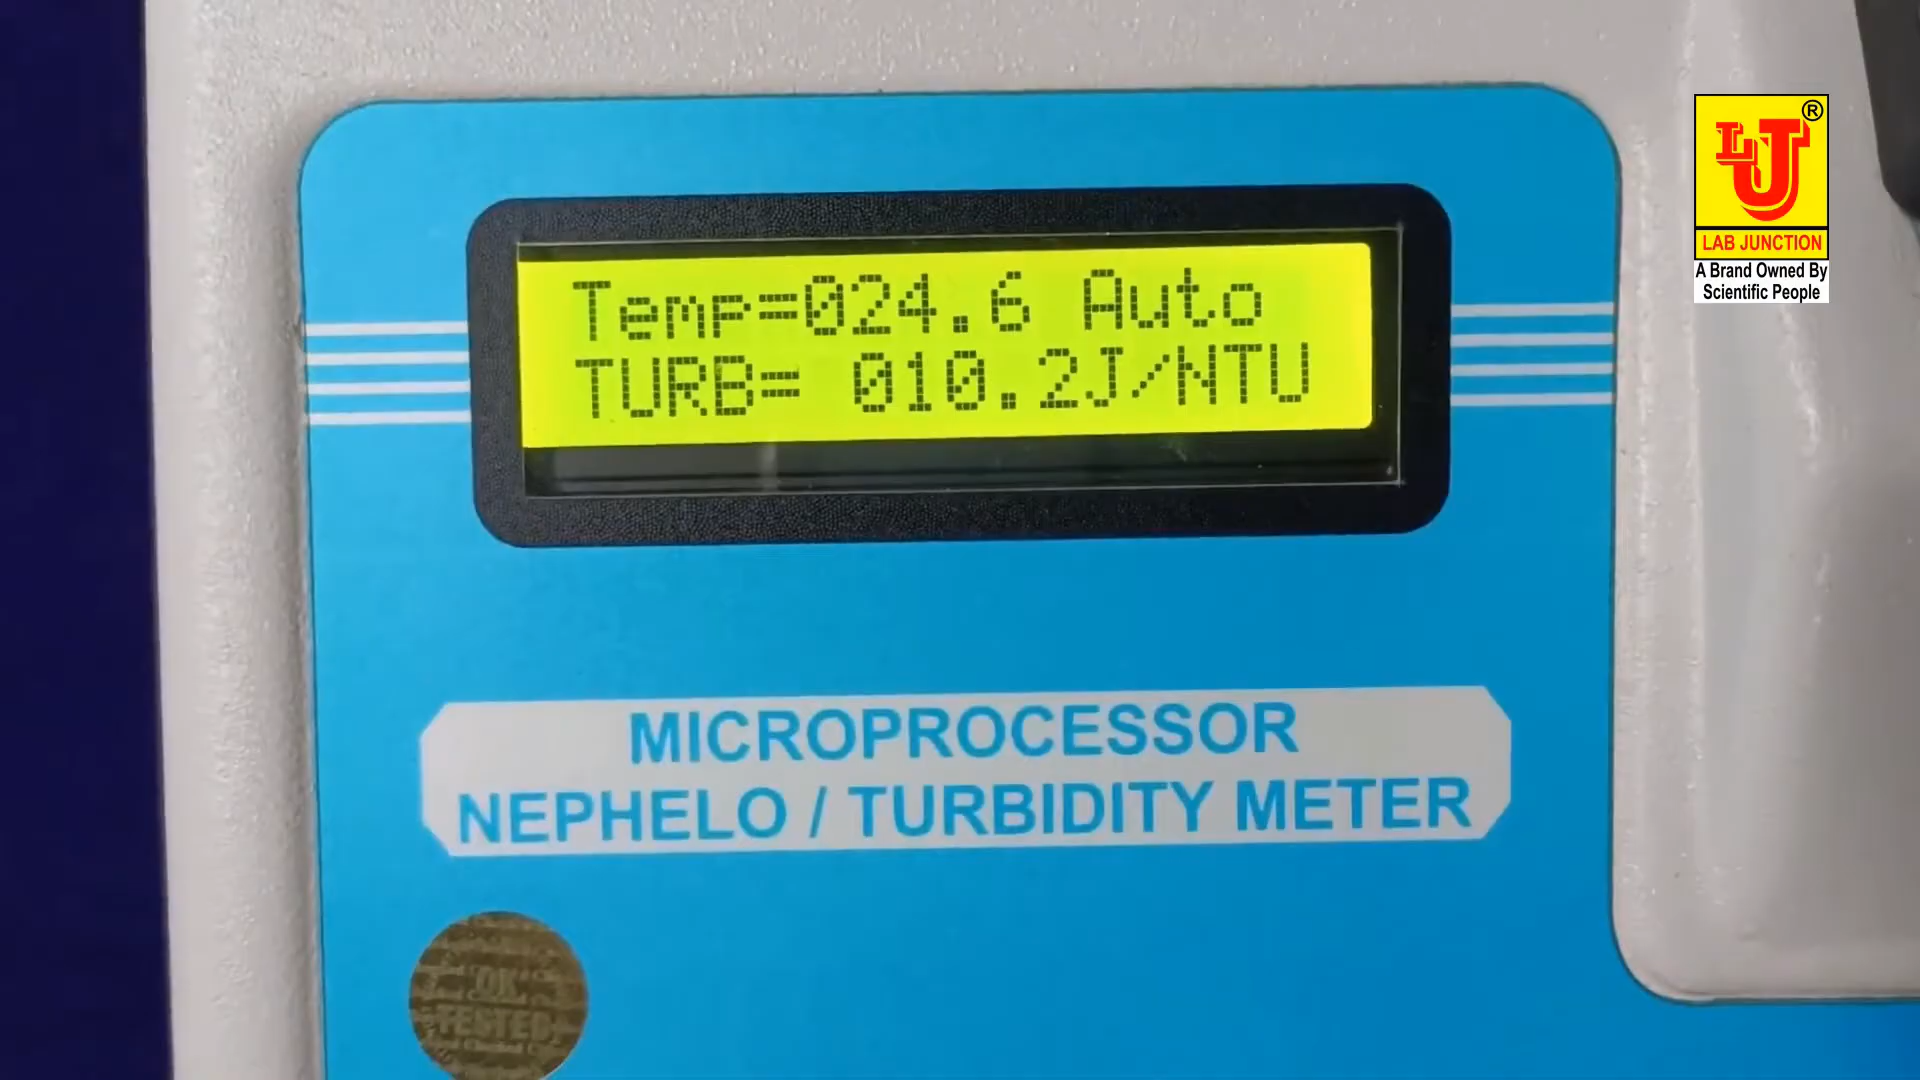 Temp=024.6 Auto
TURB= 010.2J/NTU
MICROPROCESSOR
NEPHELO / TURBIDITY METER
OK
TESTED
LJ®
LAB JUNCTION
A Brand Owned By
Scientific People